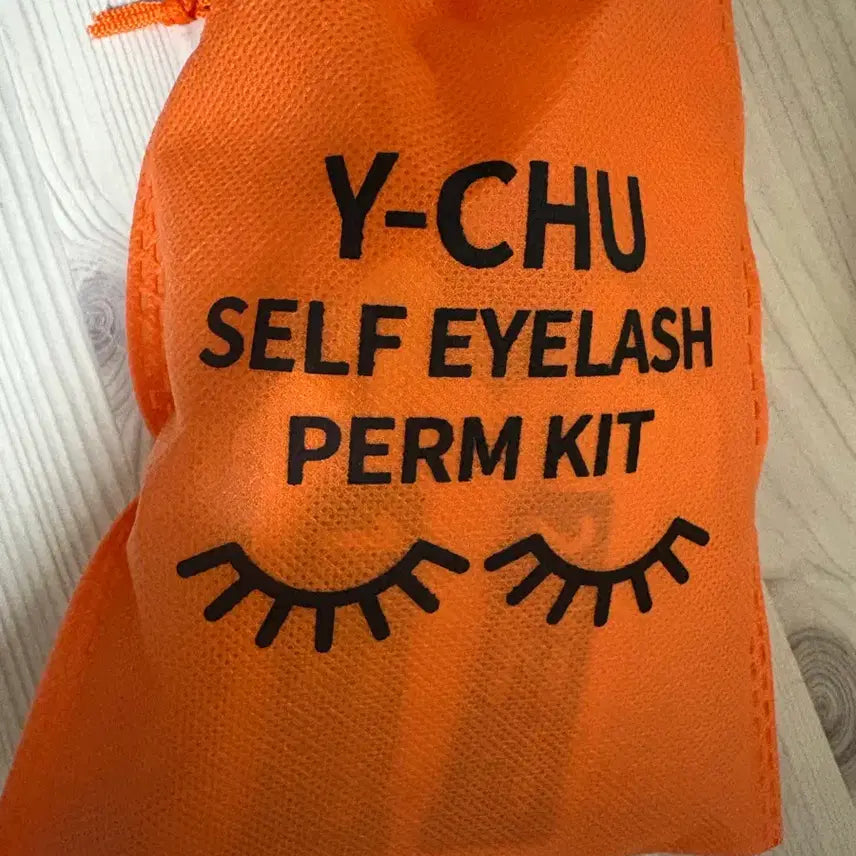 Y-CHU
SELF EYELASH
PERM KIT